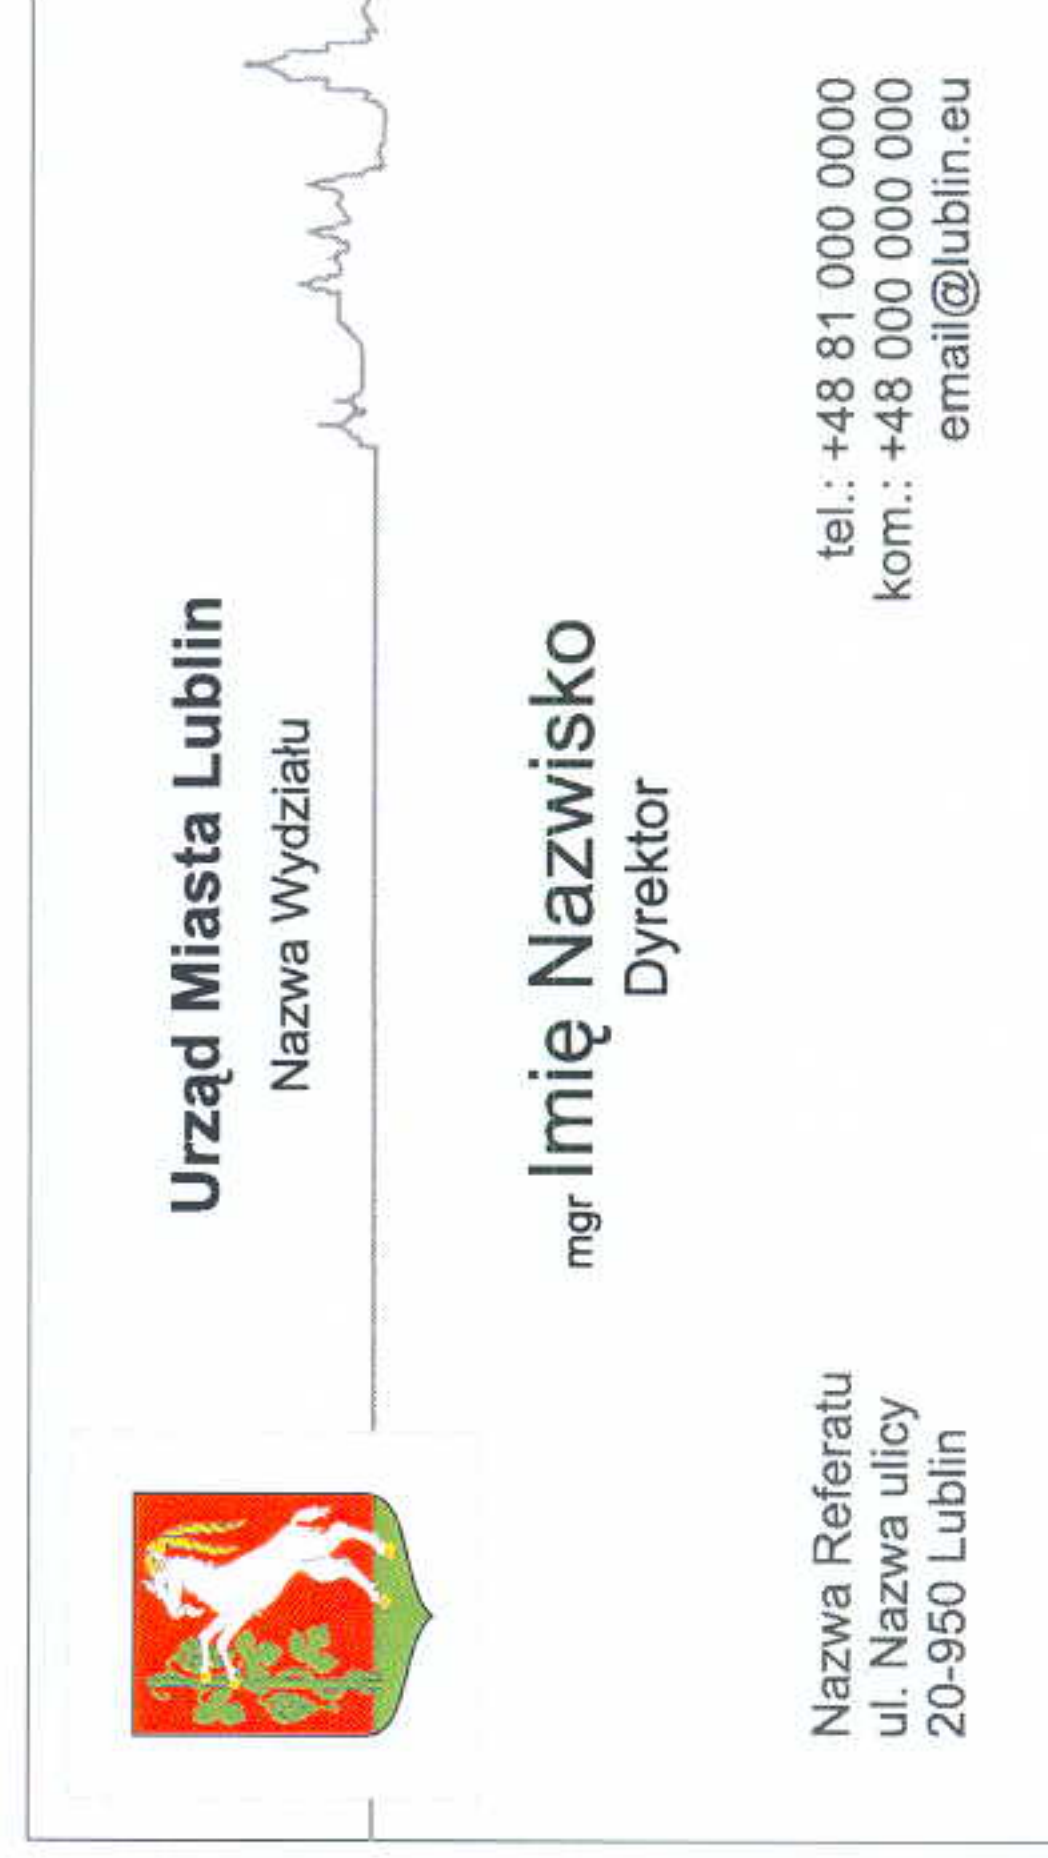 Urząd Miasta Lublin
Nazwa Wydziału
mgr Imię Nazwisko
Dyrektor
Nazwa Referatu
ul. Nazwa ulicy
20-950 Lublin
tel.: +48 81 000 0000
kom.: +48 000 000 000
email@lublin.eu